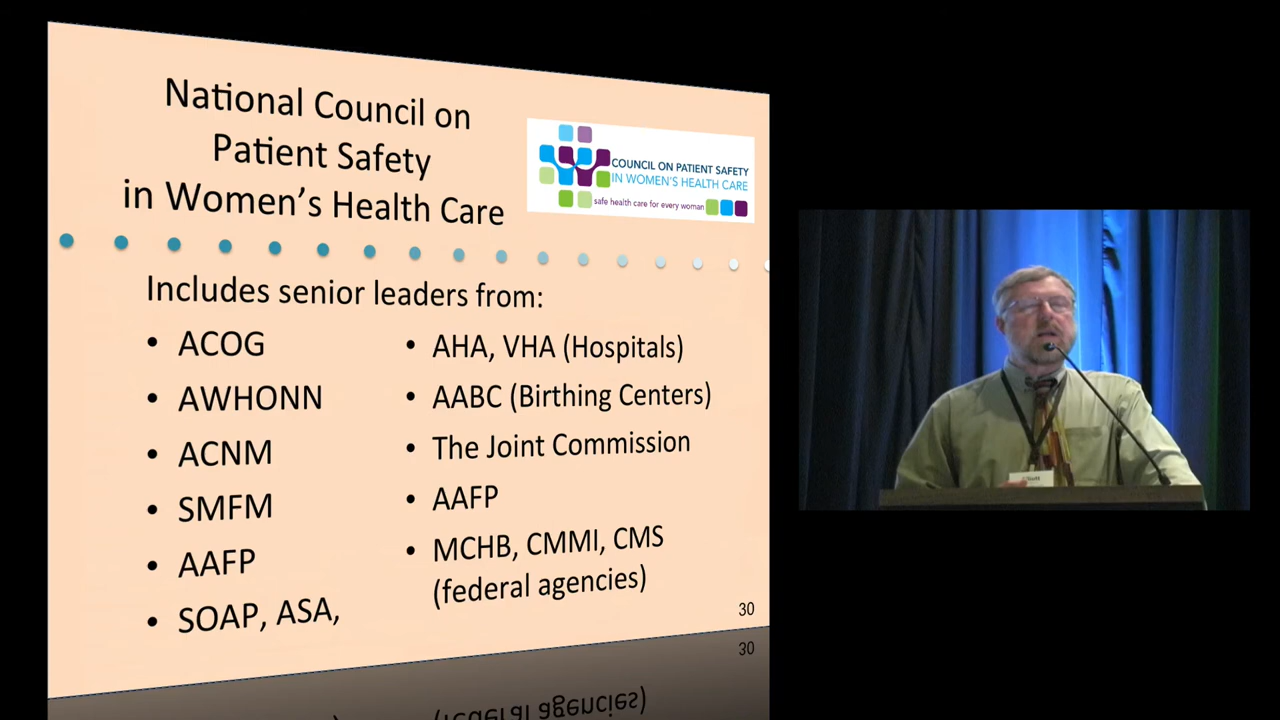 National Council on
Patient Safety
in Women's Health Care
COUNCIL ON PATIENT SAFETY
IN WOMEN'S HEALTH CARE
safe health care for every woman
Includes senior leaders from:
• ACOG
• AWHONN
• ACNM
• SMFM
• AAFP
• SOAP, ASA,
• AHA, VHA (Hospitals)
• AABC (Birthing Centers)
• The Joint Commission
• AAFP
• MCHB, CMMI, CMS
(federal agencies)
30
30
(federal agencies)